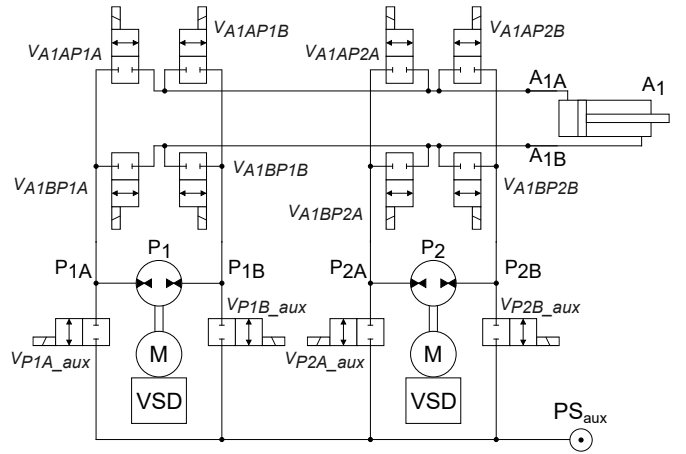 VA1AP1A
VA1AP1B
VA1AP2A
VA1AP2B
A1A
A1
A1B
VA1BP1A
VA1BP1B
VA1BP2A
VA1BP2B
P1A
P1
P1B
P2A
P2
P2B
VP1A_aux
VP1B_aux
VP2A_aux
VP2B_aux
M
M
VSD
VSD
PSaux